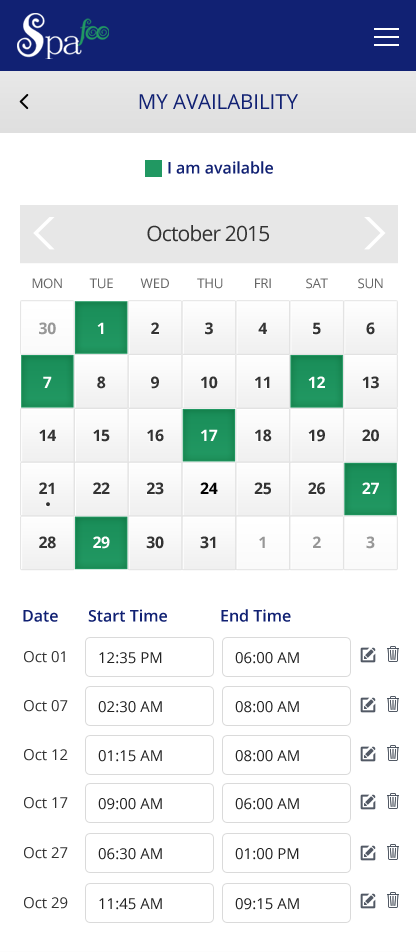 Spa foo
MY AVAILABILITY
I am available
October 2015
MON TUE WED THU FRI SAT SUN
30 1 2 3 4 5 6
7 8 9 10 11 12 13
14 15 16 17 18 19 20
21 22 23 24 25 26 27
28 29 30 31 1 2 3
Date Start Time End Time
Oct 01 12:35 PM 06:00 AM
Oct 07 02:30 AM 08:00 AM
Oct 12 01:15 AM 08:00 AM
Oct 17 09:00 AM 06:00 AM
Oct 27 06:30 AM 01:00 PM
Oct 29 11:45 AM 09:15 AM